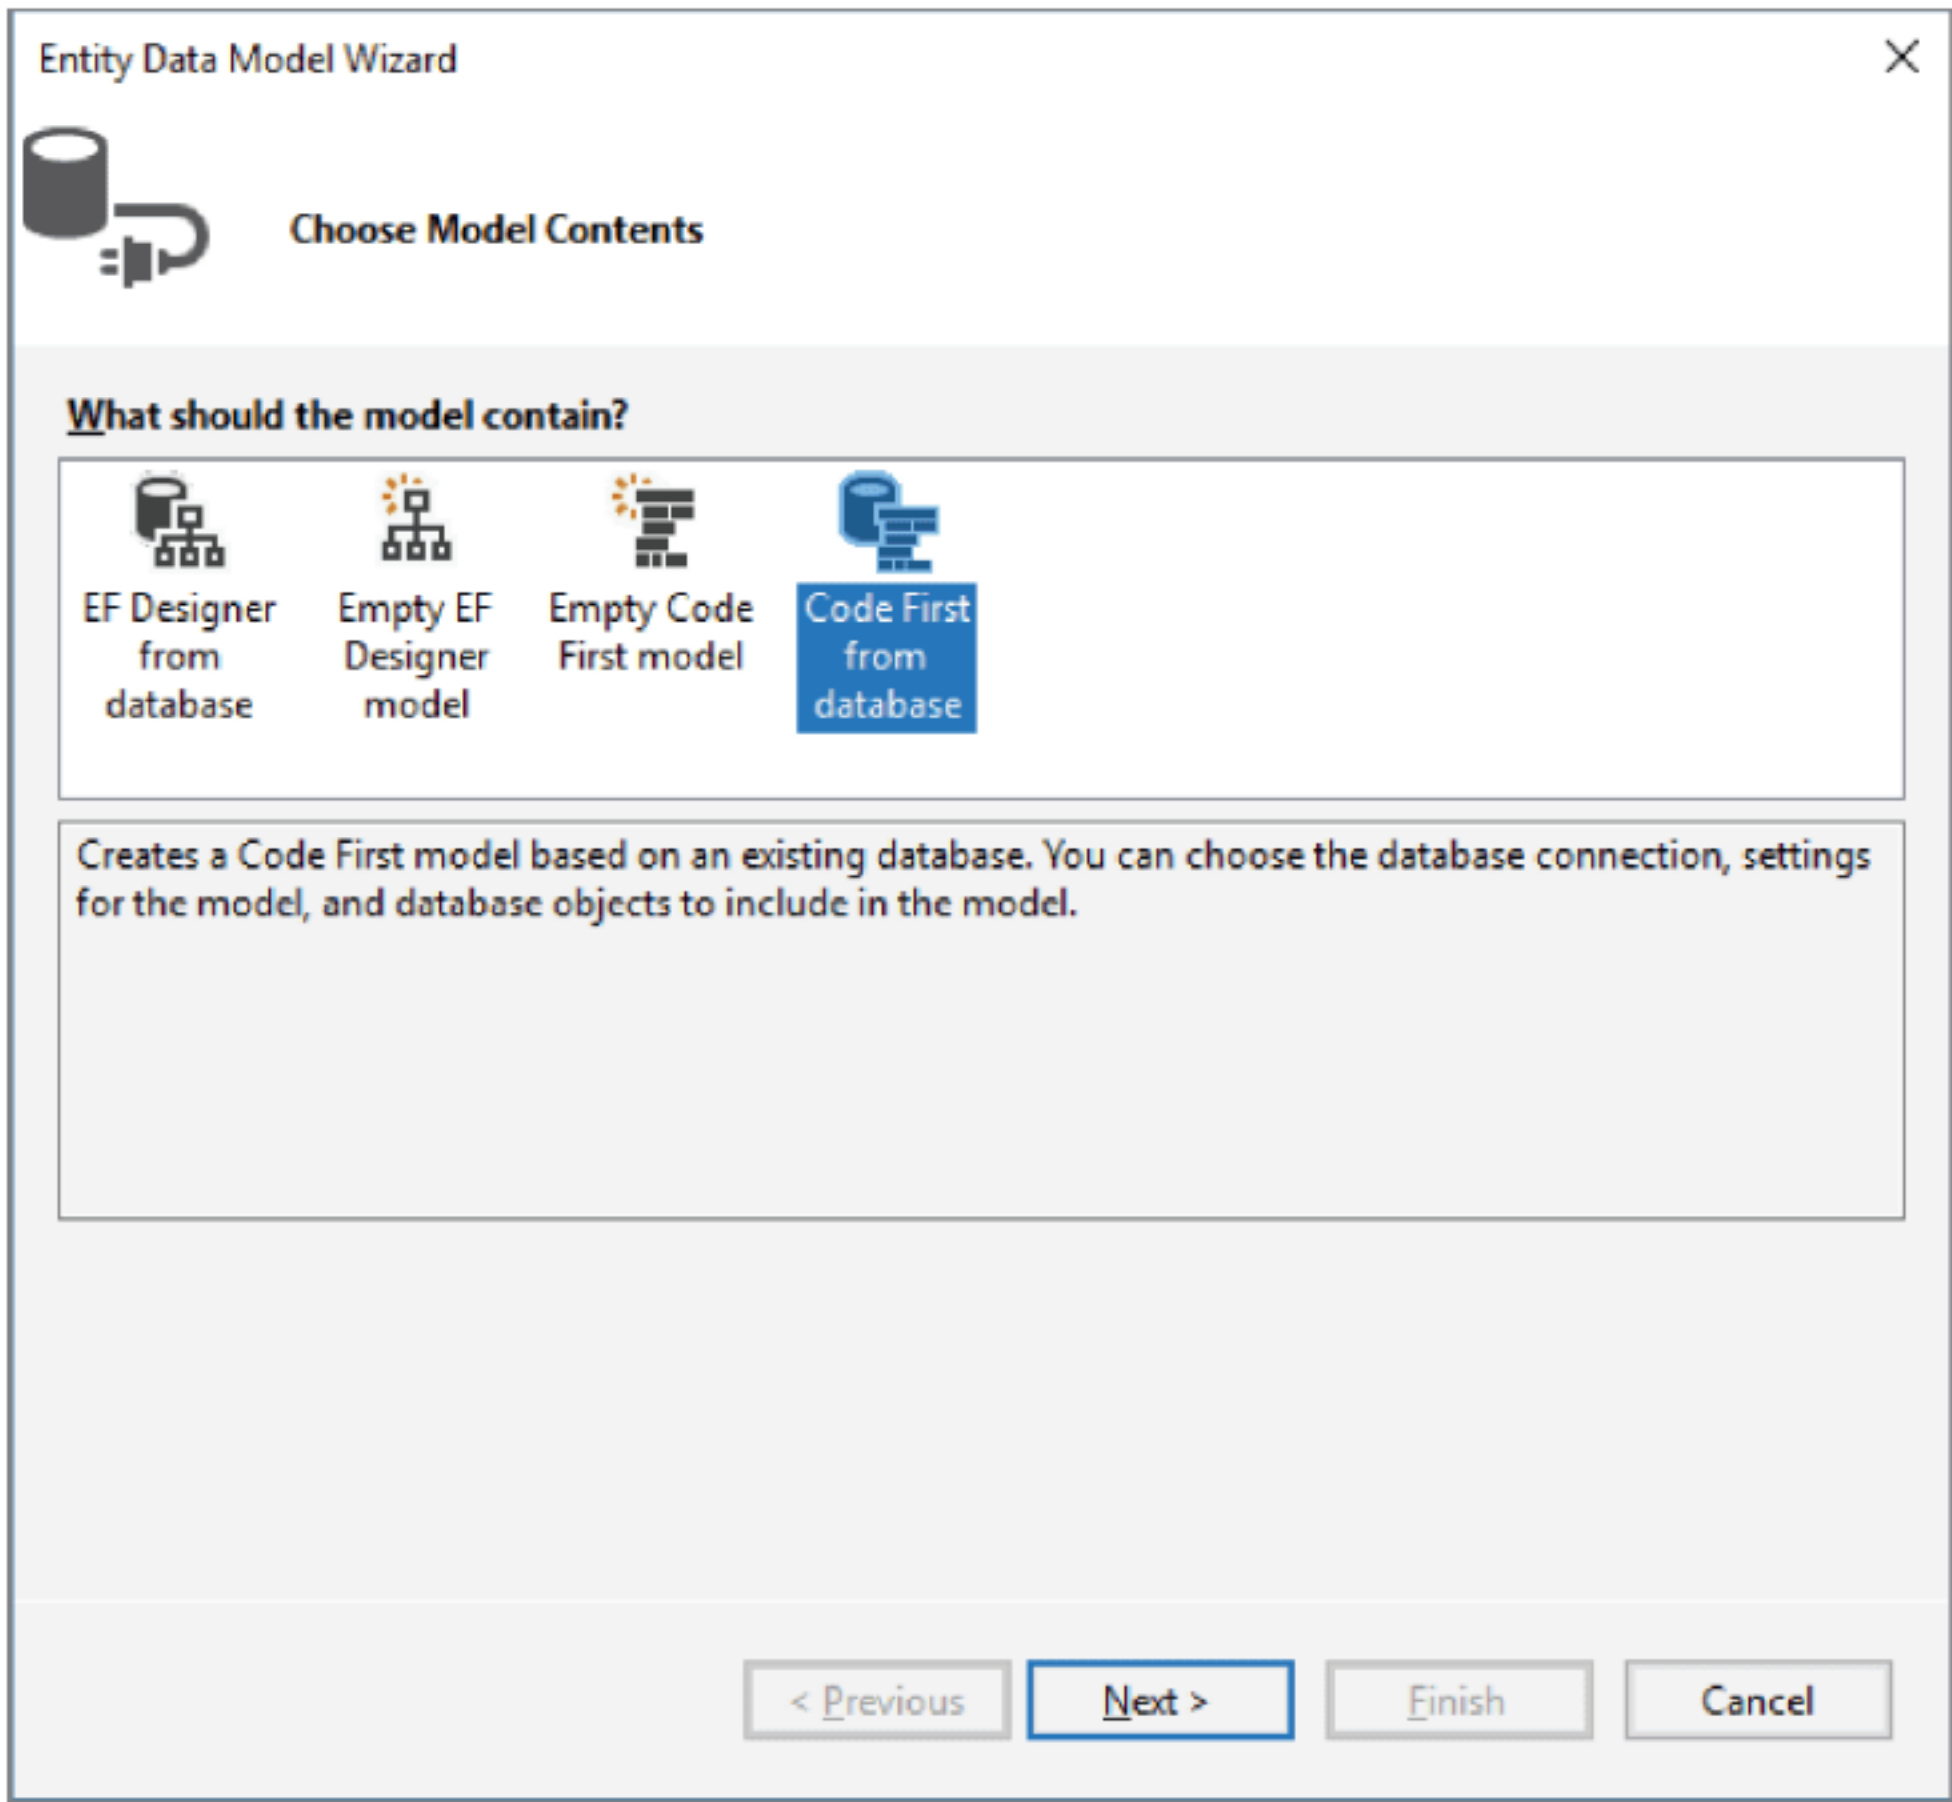 Entity Data Model Wizard
Choose Model Contents
What should the model contain?
EF Designer
from
database
Empty EF
Designer
model
Empty Code
First model
Code First
from
database
Creates a Code First model based on an existing database. You can choose the database connection, settings
for the model, and database objects to include in the model.
< Previous
Next >
Finish
Cancel